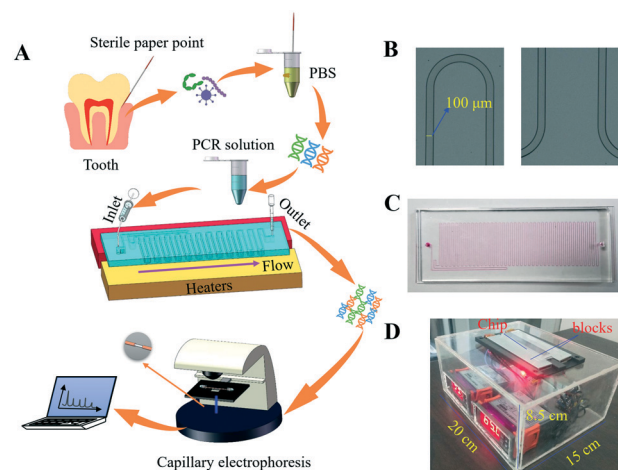 A
Sterile paper point
PBS
Tooth
PCR solution
Inlet
Outlet
Flow
Heaters
Capillary electrophoresis
B
100 μm
C
D
Chip
blocks
8.5 cm
20 cm
15 cm